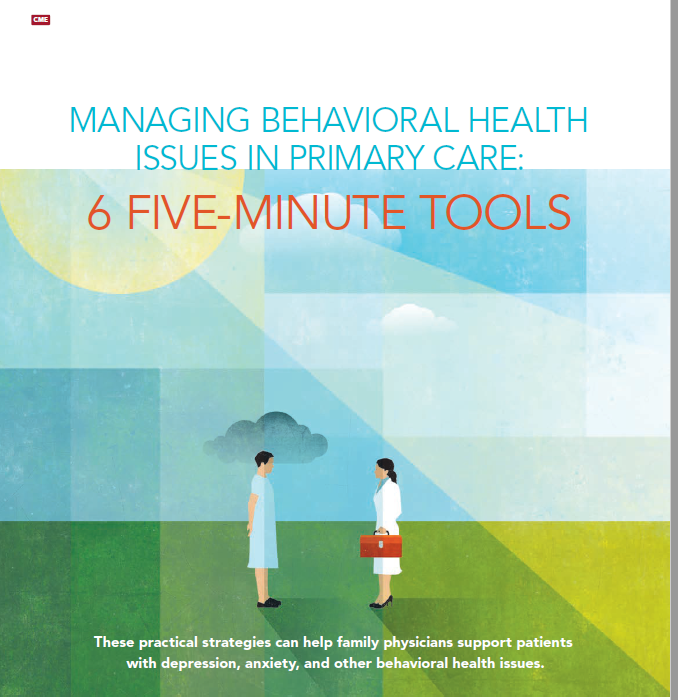 CME
MANAGING BEHAVIORAL HEALTH
ISSUES IN PRIMARY CARE:
6 FIVE-MINUTE TOOLS
These practical strategies can help family physicians support patients
with depression, anxiety, and other behavioral health issues.